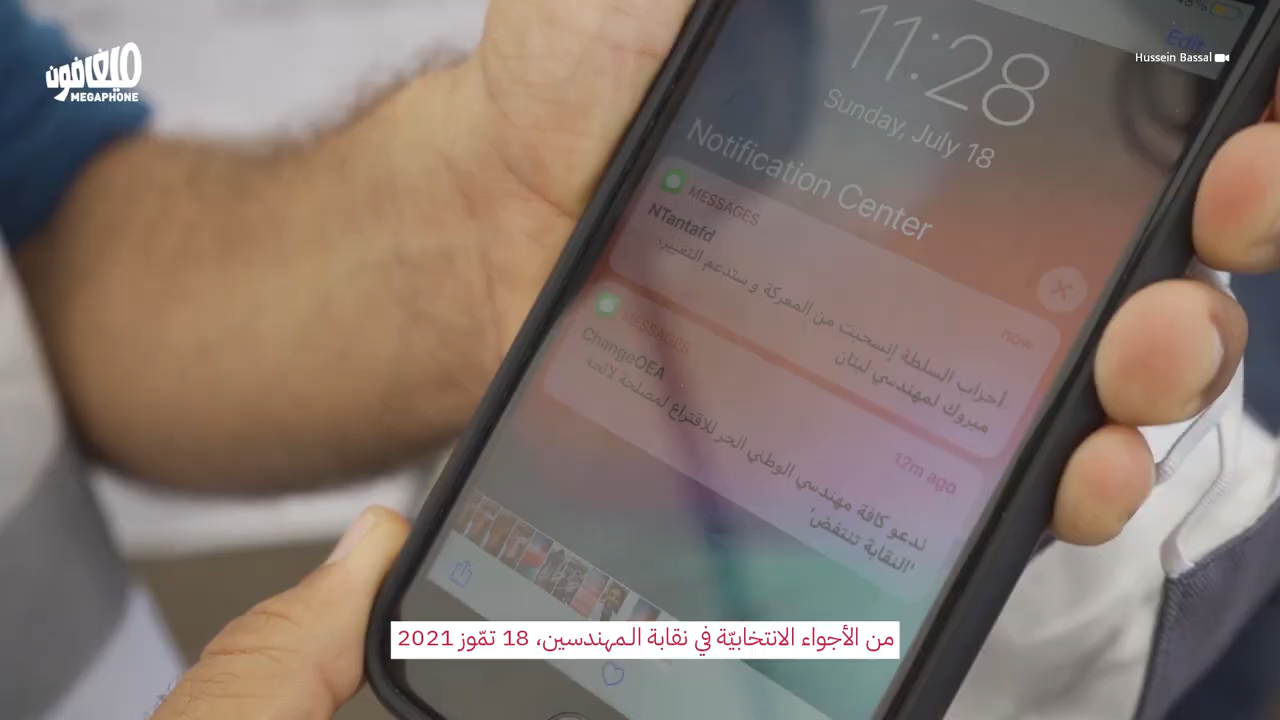 ميغافون
MEGAPHONE
Hussein Bassal
Edit
11:28
Sunday, July 18
Notification Center
MESSAGES
now
NTantafd
أحزاب السلطة إنسحبت من المعركة و ستدعم التغيير.
مبروك لمهندسي لبنان
MESSAGES
12m ago
ChangeOEA
ندعو كافة مهندسي الوطني الحر للاقتراع لمصلحة لائحة
'النقابة تنتفض'
من الأجواء الانتخابيّة في نقابة المهندسين، 18 تمّوز 2021